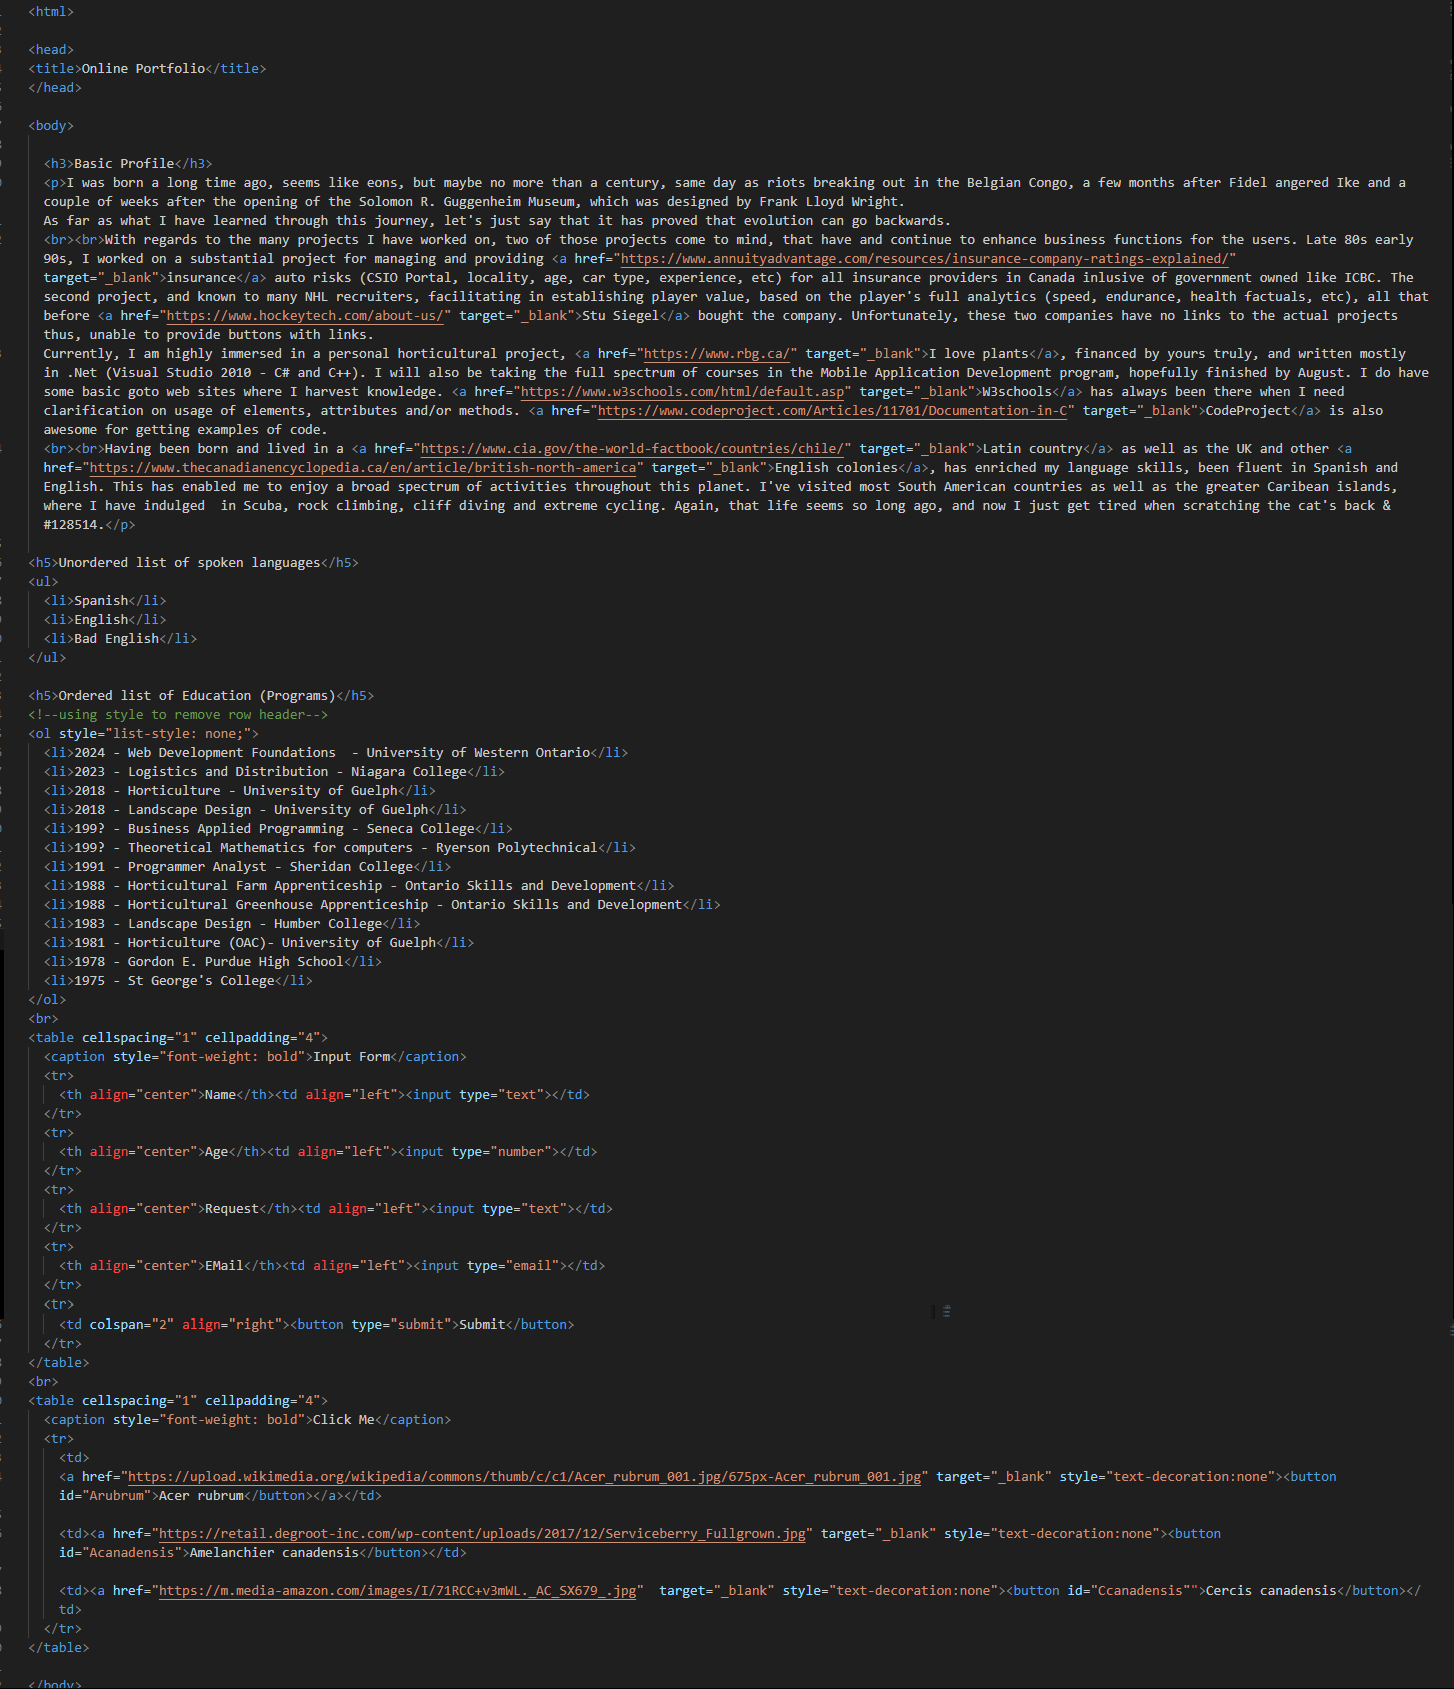 <html>
<head>
<title>Online Portfolio</title>
</head>
<body>
<h3>Basic Profile</h3>
<p>I was born a long time ago, seems like eons, but maybe no more than a century, same day as riots breaking out in the Belgian Congo, a few months after Fidel angered Ike and a
couple of weeks after the opening of the Solomon R. Guggenheim Museum, which was designed by Frank Lloyd Wright.
As far as what I have learned through this journey, let's just say that it has proved that evolution can go backwards.
<br><br>With regards to the many projects I have worked on, two of those projects come to mind, that have and continue to enhance business functions for the users. Late 80s early
90s, I worked on a substantial project for managing and providing <a href="https://www.annuityadvantage.com/resources/insurance-company-ratings-explained/"
target="_blank">insurance</a> auto risks (CSIO Portal, locality, age, car type, experience, etc) for all insurance providers in Canada inlusive of government owned like ICBC. The
second project, and known to many NHL recruiters, facilitating in establishing player value, based on the player's full analytics (speed, endurance, health factuals, etc), all that
before <a href="https://www.hockeytech.com/about-us/" target="_blank">Stu Siegel</a> bought the company. Unfortunately, these two companies have no links to the actual projects
thus, unable to provide buttons with links.
Currently, I am highly immersed in a personal horticultural project, <a href="https://www.rbg.ca/" target="_blank">I love plants</a>, financed by yours truly, and written mostly
in .Net (Visual Studio 2010 - C# and C++). I will also be taking the full spectrum of courses in the Mobile Application Development program, hopefully finished by August. I do have
some basic goto web sites where I harvest knowledge. <a href="https://www.w3schools.com/html/default.asp" target="_blank">W3schools</a> has always been there when I need
clarification on usage of elements, attributes and/or methods. <a href="https://www.codeproject.com/Articles/11701/Documentation-in-C" target="_blank">CodeProject</a> is also
awesome for getting examples of code.
<br><br>Having been born and lived in a <a href="https://www.cia.gov/the-world-factbook/countries/chile/" target="_blank">Latin country</a> as well as the UK and other <a
href="https://www.thecanadianencyclopedia.ca/en/article/british-north-america" target="_blank">English colonies</a>, has enriched my language skills, been fluent in Spanish and
English. This has enabled me to enjoy a broad spectrum of activities throughout this planet. I've visited most South American countries as well as the greater Caribean islands,
where I have indulged  in Scuba, rock climbing, cliff diving and extreme cycling. Again, that life seems so long ago, and now I just get tired when scratching the cat's back &
#128514.</p>
<h5>Unordered list of spoken languages</h5>
<ul>
<li>Spanish</li>
<li>English</li>
<li>Bad English</li>
</ul>
<h5>Ordered list of Education (Programs)</h5>
<!--using style to remove row header-->
<ol style="list-style: none;">
<li>2024 - Web Development Foundations  - University of Western Ontario</li>
<li>2023 - Logistics and Distribution - Niagara College</li>
<li>2018 - Horticulture - University of Guelph</li>
<li>2018 - Landscape Design - University of Guelph</li>
<li>199? - Business Applied Programming - Seneca College</li>
<li>199? - Theoretical Mathematics for computers - Ryerson Polytechnical</li>
<li>1991 - Programmer Analyst - Sheridan College</li>
<li>1988 - Horticultural Farm Apprenticeship - Ontario Skills and Development</li>
<li>1988 - Horticultural Greenhouse Apprenticeship - Ontario Skills and Development</li>
<li>1983 - Landscape Design - Humber College</li>
<li>1981 - Horticulture (OAC)- University of Guelph</li>
<li>1978 - Gordon E. Purdue High School</li>
<li>1975 - St George's College</li>
</ol>
<br>
<table cellspacing="1" cellpadding="4">
<caption style="font-weight: bold">Input Form</caption>
<tr>
<th align="center">Name</th><td align="left"><input type="text"></td>
</tr>
<tr>
<th align="center">Age</th><td align="left"><input type="number"></td>
</tr>
<tr>
<th align="center">Request</th><td align="left"><input type="text"></td>
</tr>
<tr>
<th align="center">EMail</th><td align="left"><input type="email"></td>
</tr>
<tr>
<td colspan="2" align="right"><button type="submit">Submit</button>
</tr>
</table>
<br>
<table cellspacing="1" cellpadding="4">
<caption style="font-weight: bold">Click Me</caption>
<tr>
<td>
<a href="https://upload.wikimedia.org/wikipedia/commons/thumb/c/c1/Acer_rubrum_001.jpg/675px-Acer_rubrum_001.jpg" target="_blank" style="text-decoration:none"><button
id="Arubrum">Acer rubrum</button></a></td>
<td><a href="https://retail.degroot-inc.com/wp-content/uploads/2017/12/Serviceberry_Fullgrown.jpg" target="_blank" style="text-decoration:none"><button
id="Acanadensis">Amelanchier canadensis</button></td>
<td><a href="https://m.media-amazon.com/images/I/71RCC+v3mWL._AC_SX679_.jpg"  target="_blank" style="text-decoration:none"><button id="Ccanadensis"">Cercis canadensis</button></
td>
</tr>
</table>
</body>